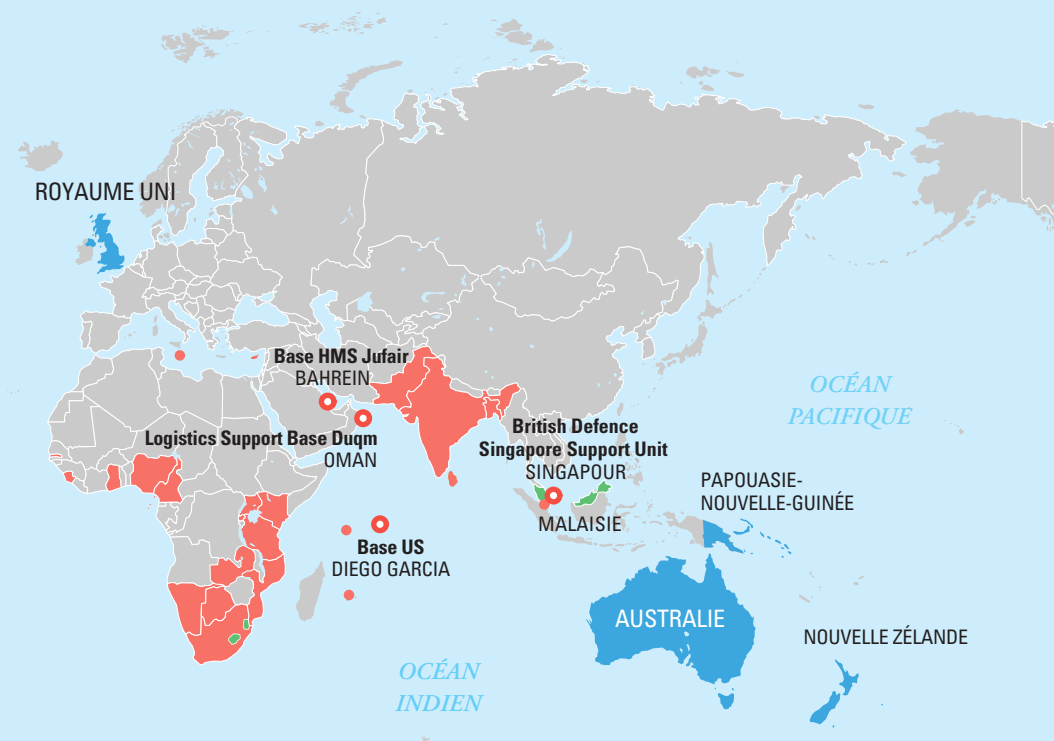 ROYAUME UNI
Base HMS Jufair
BAHREIN
Logistics Support Base Duqm
OMAN
British Defence
Singapore Support Unit
SINGAPOUR
MALAISIE
Base US
DIEGO GARCIA
OCÉAN
PACIFIQUE
PAPOUASIE-
NOUVELLE-GUINÉE
AUSTRALIE
NOUVELLE ZÉLANDE
OCÉAN
INDIEN